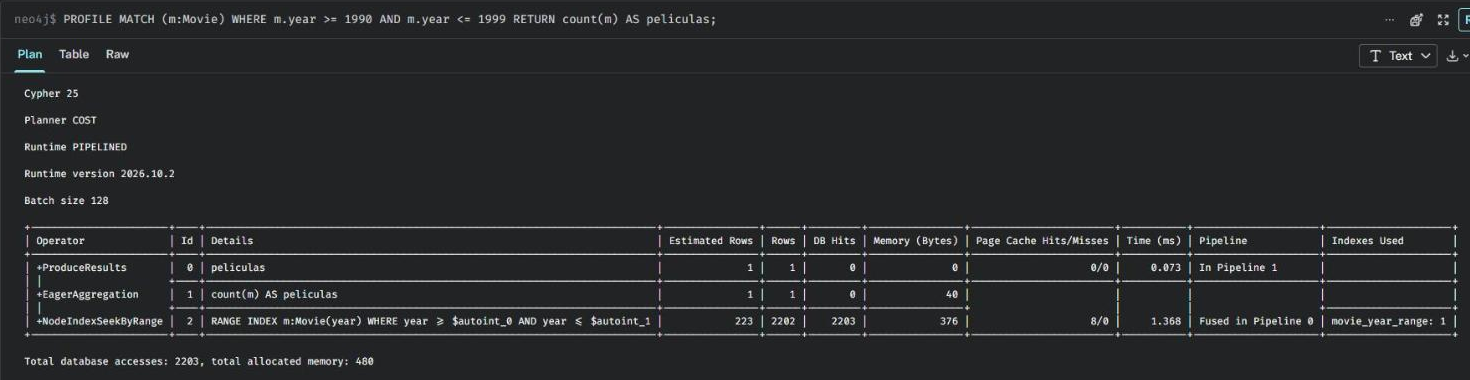 neo4j$ PROFILE MATCH (m:Movie) WHERE m.year >= 1990 AND m.year <= 1999 RETURN count(m) AS peliculas;
Plan Table Raw
Text
Cypher 25
Planner COST
Runtime PIPELINED
Runtime version 2026.10.2
Batch size 128
| Operator | Id | Details | Estimated Rows | Rows | DB Hits | Memory (Bytes) | Page Cache Hits/Misses | Time (ms) | Pipeline | Indexes Used |
| +ProduceResults | 0 | peliculas | 1 | 1 | 0 | 0 | 0/0 | 0.073 | In Pipeline 1 | |
| +EagerAggregation | 1 | count(m) AS peliculas | 1 | 1 | 0 | 40 | | | | |
| +NodeIndexSeekByRange | 2 | RANGE INDEX m:Movie(year) WHERE year ⩾ $autoint_0 AND year ⩽ $autoint_1 | 223 | 2202 | 2203 | 376 | 8/0 | 1.368 | Fused in Pipeline 0 | movie_year_range: 1 |
Total database accesses: 2203, total allocated memory: 480